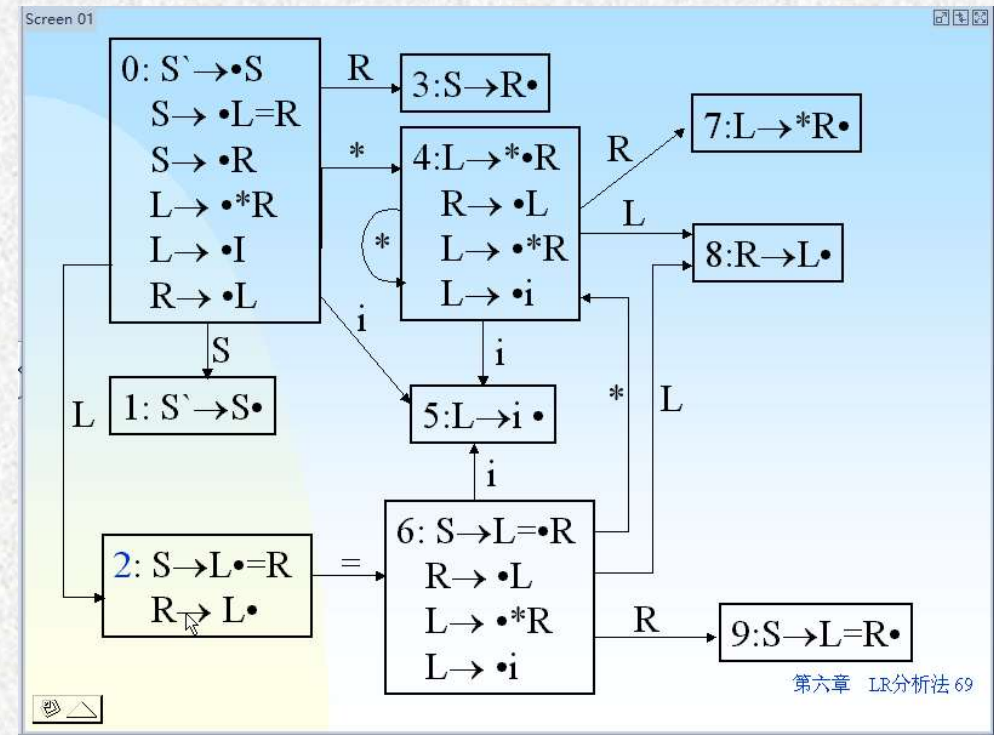 Screen 01
0: S`→•S
S→ •L=R
S→ •R
L→ •*R
L→ •I
R→ •L
R
3:S→R•
*
4:L→*•R
R→ •L
L→ •*R
L→ •i
*
R
7:L→*R•
L
8:R→L•
i
S
i
1: S`→S•
L
5:L→i •
*
L
i
2: S→L•=R
R→ L•
=
6: S→L=•R
R→ •L
L→ •*R
L→ •i
R
9:S→L=R•
第六章 LR分析法 69